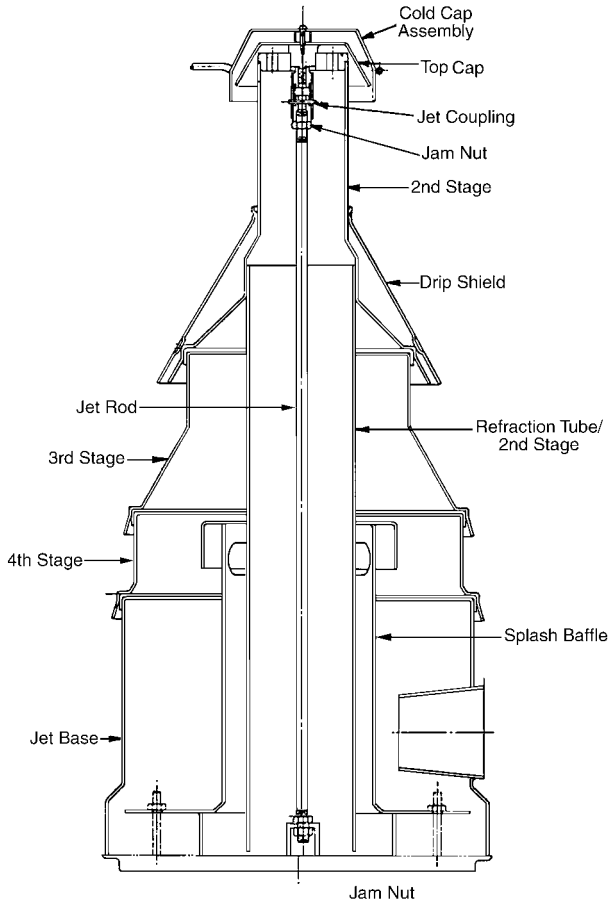 Cold Cap
Assembly
Top Cap
Jet Coupling
Jam Nut
2nd Stage
Drip Shield
Jet Rod
Refraction Tube/
2nd Stage
3rd Stage
4th Stage
Splash Baffle
Jet Base
Jam Nut